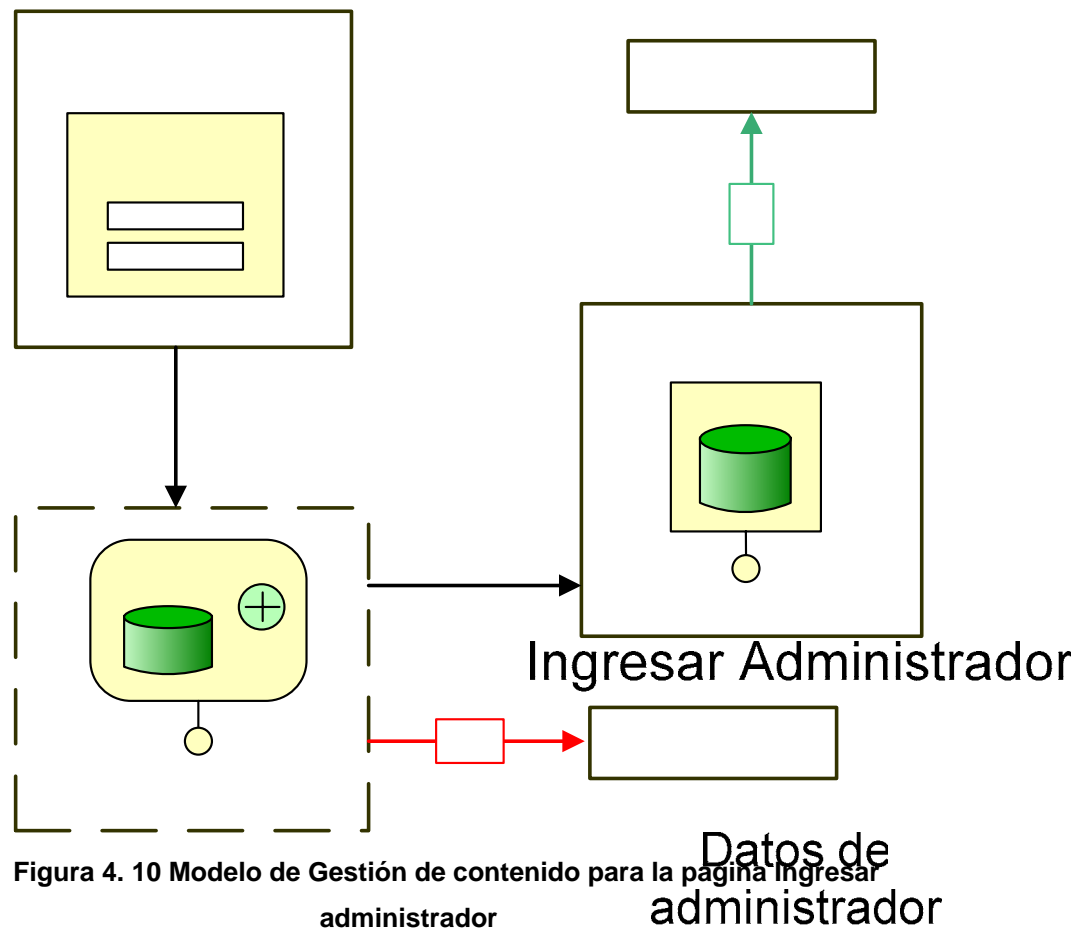 Ingresar Administrador
Datos de
administrador
Figura 4. 10 Modelo de Gestión de contenido para la página Ingresar
administrador